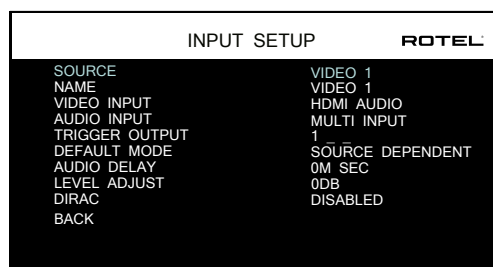 INPUT SETUP ROTEL
SOURCE VIDEO 1
NAME VIDEO 1
VIDEO INPUT HDMI AUDIO
AUDIO INPUT MULTI INPUT
TRIGGER OUTPUT 1 _ _
DEFAULT MODE SOURCE DEPENDENT
AUDIO DELAY 0M SEC
LEVEL ADJUST 0DB
DIRAC DISABLED
BACK